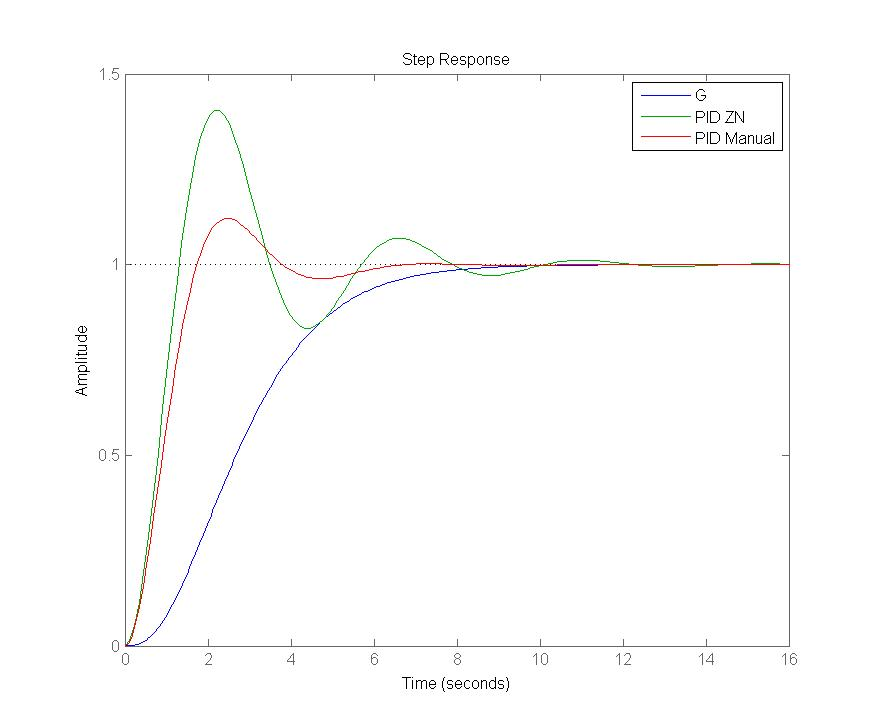 Step Response
G
PID ZN
PID Manual
1.5
1
0.5
0
Amplitude
0 2 4 6 8 10 12 14 16
Time (seconds)